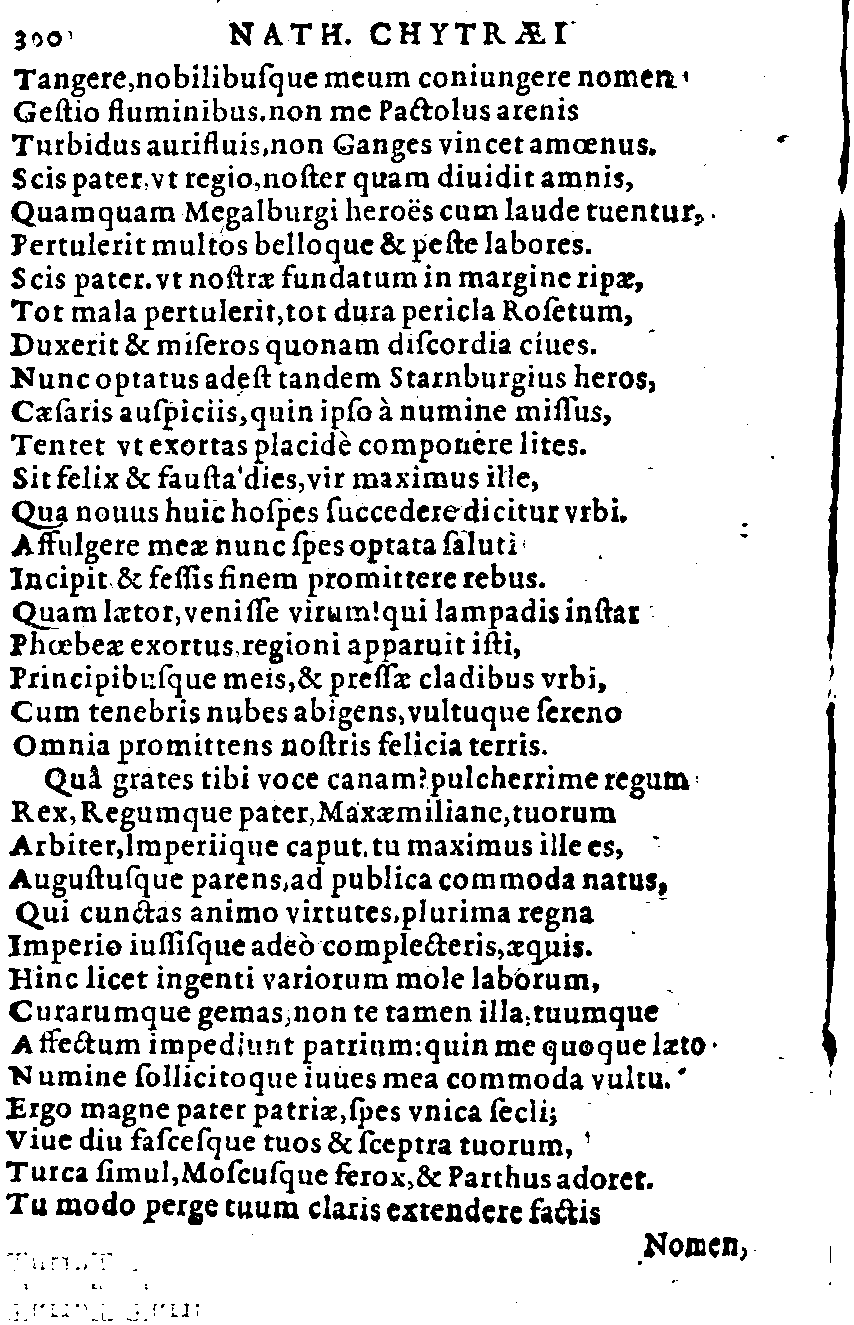 300 NATH. CHYTRÆI
Tangere,nobilibuſque meum coniungere nomen
Geſtio fluminibus.non me Pactolus arenis
Turbidus aurifluis,non Ganges vincet amœnus.
Scis pater,vt regio,noſter quam diuidit amnis,
Quamquam Megalburgi heroës cum laude tuentur,
Pertulerit multos belloque & peſte labores.
Scis pater.vt noſtræ fundatum in margine ripæ,
Tot mala pertulerit,tot dura pericla Roſetum,
Duxerit & miſeros quonam diſcordia ciues.
Nunc optatus adeſt tandem Starnburgius heros,
Cæſaris auſpiciis,quin ipſo à numine miſſus,
Tentet vt exortas placidè componere lites.
Sit felix & fauſta dies,vir maximus ille,
Qua nouus huic hoſpes ſuccedere dicitur vrbi.
Affulgere meæ nunc ſpes optata ſaluti
Incipit & feſſis finem promittere rebus.
Quam lætor,veniſſe virum!qui lampadis inſtar
Phœbeæ exortus,regioni apparuit iſti,
Principibuſque meis,& preſſæ cladibus vrbi,
Cum tenebris nubes abigens,vultuque ſereno
Omnia promittens noſtris felicia terris.
Quâ grates tibi voce canam?pulcherrime regum
Rex,Regumque pater,Maxæmiliane,tuorum
Arbiter,Imperiique caput.tu maximus ille es,
Auguſtuſque parens,ad publica commoda natus,
Qui cunctas animo virtutes,plurima regna
Imperio iuſſiſque adeò complecteris,æquis.
Hinc licet ingenti variorum mole laborum,
Curarumque gemas,non te tamen illa,tuumque
Affectum impediunt patrium:quin me quoque læto
Numine ſollicitoque iuues mea commoda vultu.
Ergo magne pater patriæ,ſpes vnica ſecli;
Viue diu faſceſque tuos & ſceptra tuorum,
Turca ſimul,Moſcuſque ferox,& Parthus adoret.
Tu modo perge tuum claris extendere factis
Nomen,